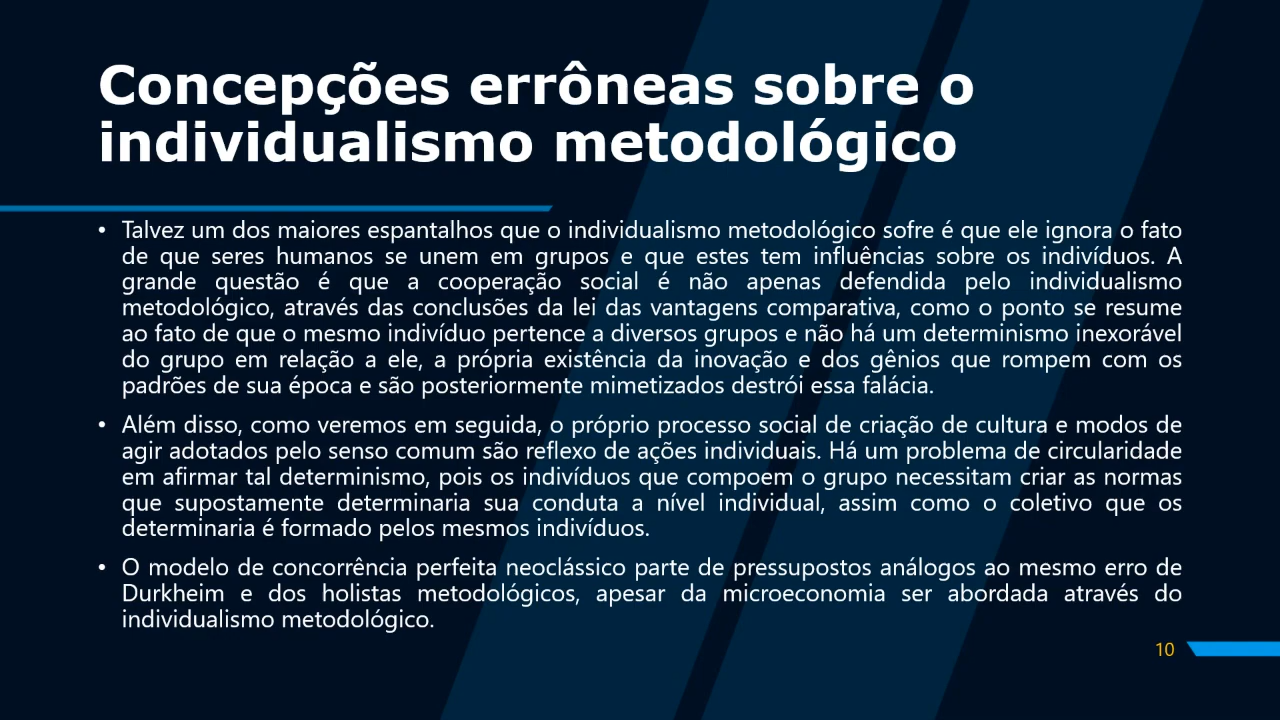 Concepções errôneas sobre o
individualismo metodológico
• Talvez um dos maiores espantalhos que o individualismo metodológico sofre é que ele ignora o fato
de que seres humanos se unem em grupos e que estes tem influências sobre os indivíduos. A
grande questão é que a cooperação social é não apenas defendida pelo individualismo
metodológico, através das conclusões da lei das vantagens comparativa, como o ponto se resume
ao fato de que o mesmo indivíduo pertence a diversos grupos e não há um determinismo inexorável
do grupo em relação a ele, a própria existência da inovação e dos gênios que rompem com os
padrões de sua época e são posteriormente mimetizados destrói essa falácia.
• Além disso, como veremos em seguida, o próprio processo social de criação de cultura e modos de
agir adotados pelo senso comum são reflexo de ações individuais. Há um problema de circularidade
em afirmar tal determinismo, pois os indivíduos que compoem o grupo necessitam criar as normas
que supostamente determinaria sua conduta a nível individual, assim como o coletivo que os
determinaria é formado pelos mesmos indivíduos.
• O modelo de concorrência perfeita neoclássico parte de pressupostos análogos ao mesmo erro de
Durkheim e dos holistas metodológicos, apesar da microeconomia ser abordada através do
individualismo metodológico.
10